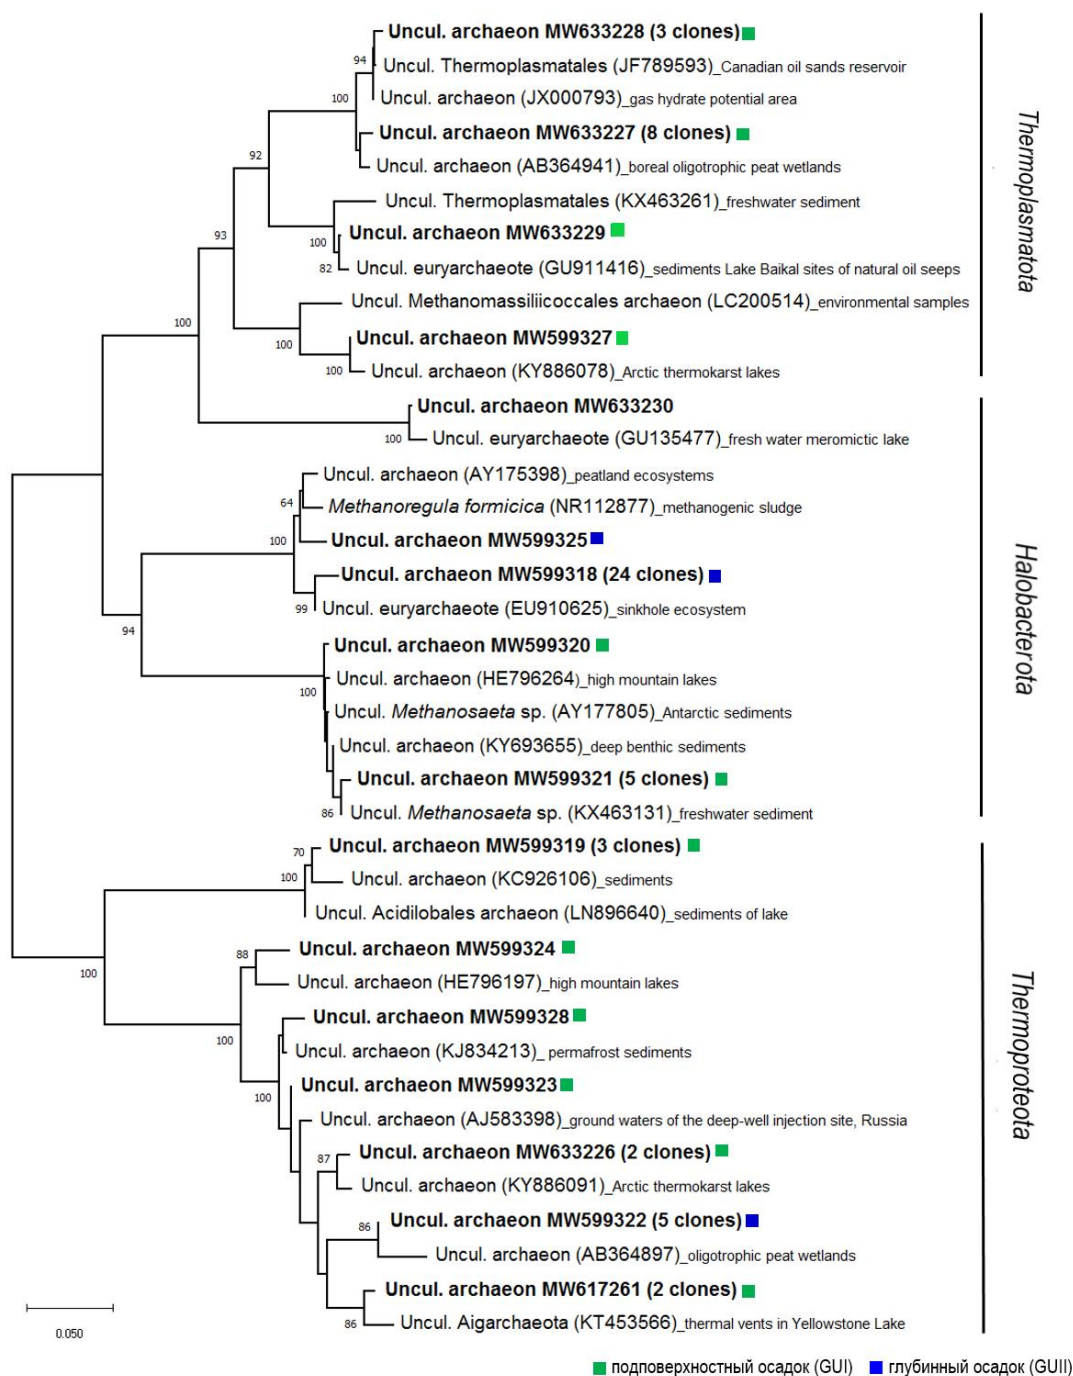 Uncul. archaeon MW633228 (3 clones)
94
Uncul. Thermoplasmatales (JF789593)_Canadian oil sands reservoir
100
Uncul. archaeon (JX000793)_gas hydrate potential area
Uncul. archaeon MW633227 (8 clones)
92
Uncul. archaeon (AB364941)_boreal oligotrophic peat wetlands
Uncul. Thermoplasmatales (KX463261)_freshwater sediment
93
Uncul. archaeon MW633229
100
82
Uncul. euryarchaeote (GU911416)_sediments Lake Baikal sites of natural oil seeps
Uncul. Methanomassiliicoccales archaeon (LC200514)_environmental samples
100
Uncul. archaeon MW599327
100
100
Uncul. archaeon (KY886078)_Arctic thermokarst lakes
Thermoplasmatota
Uncul. archaeon MW633230
100
Uncul. euryarchaeote (GU135477)_fresh water meromictic lake
Uncul. archaeon (AY175398)_peatland ecosystems
64
Methanoregula formicica (NR112877)_methanogenic sludge
100
Uncul. archaeon MW599325
Uncul. archaeon MW599318 (24 clones)
99
Uncul. euryarchaeote (EU910625)_sinkhole ecosystem
94
Uncul. archaeon MW599320
100
Uncul. archaeon (HE796264)_high mountain lakes
Uncul. Methanosaeta sp. (AY177805)_Antarctic sediments
Uncul. archaeon (KY693655)_deep benthic sediments
Uncul. archaeon MW599321 (5 clones)
86
Uncul. Methanosaeta sp. (KX463131)_freshwater sediment
Halobacterota
Uncul. archaeon MW599319 (3 clones)
70
100
Uncul. archaeon (KC926106)_sediments
Uncul. Acidilobales archaeon (LN896640)_sediments of lake
100
Uncul. archaeon MW599324
88
Uncul. archaeon (HE796197)_high mountain lakes
Uncul. archaeon MW599328
100
Uncul. archaeon (KJ834213)_ permafrost sediments
100
Uncul. archaeon MW599323
Uncul. archaeon (AJ583398)_ground waters of the deep-well injection site, Russia
Uncul. archaeon MW633226 (2 clones)
87
Uncul. archaeon (KY886091)_Arctic thermokarst lakes
Uncul. archaeon MW599322 (5 clones)
86
Uncul. archaeon (AB364897)_oligotrophic peat wetlands
Uncul. archaeon MW617261 (2 clones)
86
Uncul. Aigarchaeota (KT453566)_thermal vents in Yellowstone Lake
Thermoproteota
0.050
подповерхностный осадок (GUI)
глубинный осадок (GUII)